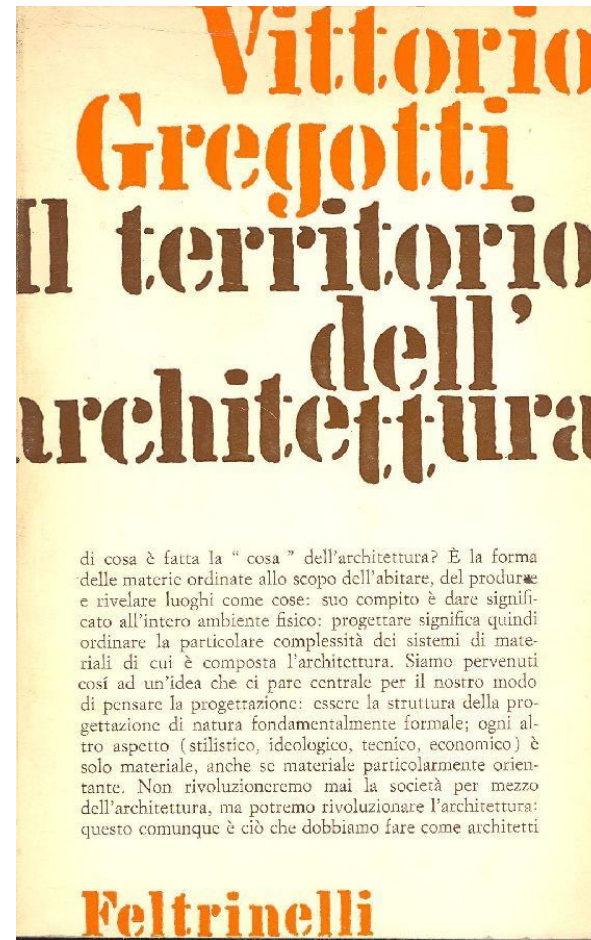 Vittorio
Gregotti
Il territorio
dell'
architettura
di cosa è fatta la “ cosa ” dell'architettura? È la forma
delle materie ordinate allo scopo dell'abitare, del produrre
e rivelare luoghi come cose: suo compito è dare signifi-
cato all'intero ambiente fisico: progettare significa quindi
ordinare la particolare complessità dei sistemi di mate-
riali di cui è composta l'architettura. Siamo pervenuti
cosí ad un'idea che ci pare centrale per il nostro modo
di pensare la progettazione: essere la struttura della pro-
gettazione di natura fondamentalmente formale; ogni al-
tro aspetto (stilistico, ideologico, tecnico, economico) è
solo materiale, anche se materiale particolarmente orien-
tante. Non rivoluzioneremo mai la società per mezzo
dell'architettura, ma potremo rivoluzionare l'architettura:
questo comunque è ciò che dobbiamo fare come architetti
Feltrinelli